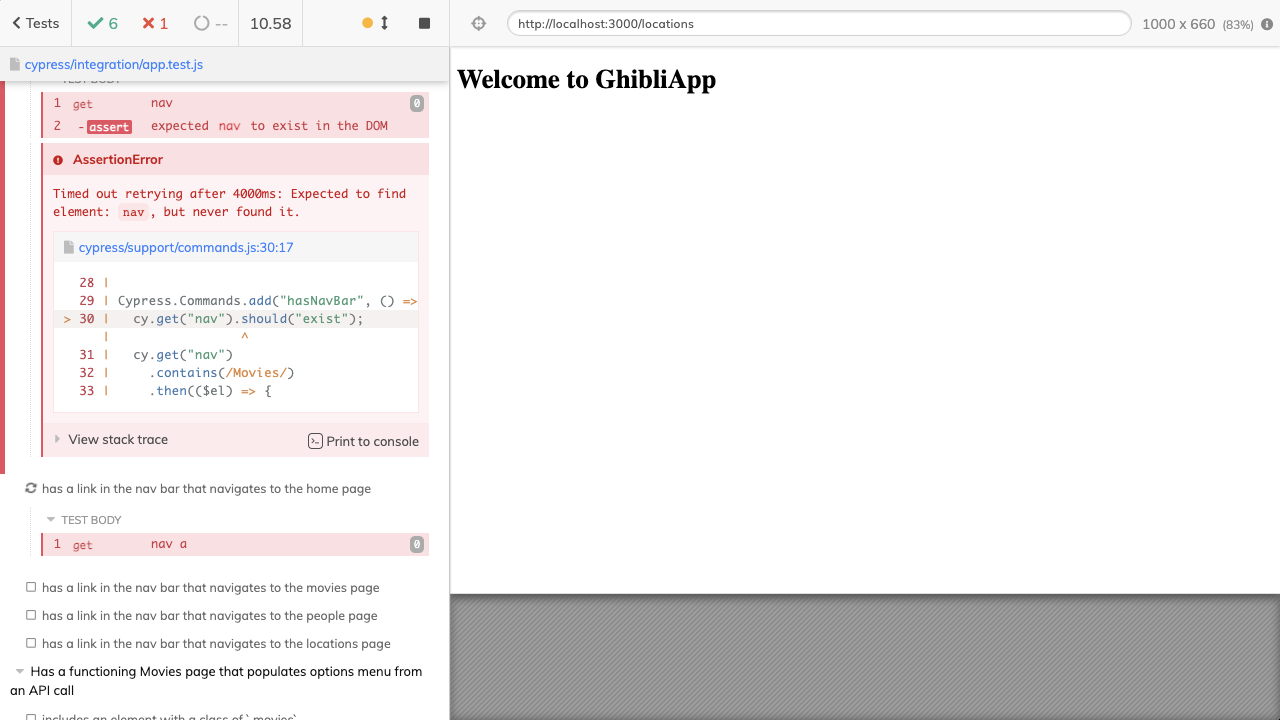 Tests
6
1
--
10.58
http://localhost:3000/locations
1000 x 660 (83%)
cypress/integration/app.test.js
TEST BODY
1 get nav 0
2 -assert expected nav to exist in the DOM
AssertionError
Timed out retrying after 4000ms: Expected to find
element: nav, but never found it.
cypress/support/commands.js:30:17
28 |
29 | Cypress.Commands.add("hasNavBar", () =>
> 30 | cy.get("nav").should("exist");
| ^
31 | cy.get("nav")
32 | .contains(/Movies/)
33 | .then(($el) => {
View stack trace
Print to console
has a link in the nav bar that navigates to the home page
TEST BODY
1 get nav a 0
has a link in the nav bar that navigates to the movies page
has a link in the nav bar that navigates to the people page
has a link in the nav bar that navigates to the locations page
Has a functioning Movies page that populates options menu from
an API call
includes an element with a class of `movies`
Welcome to GhibliApp